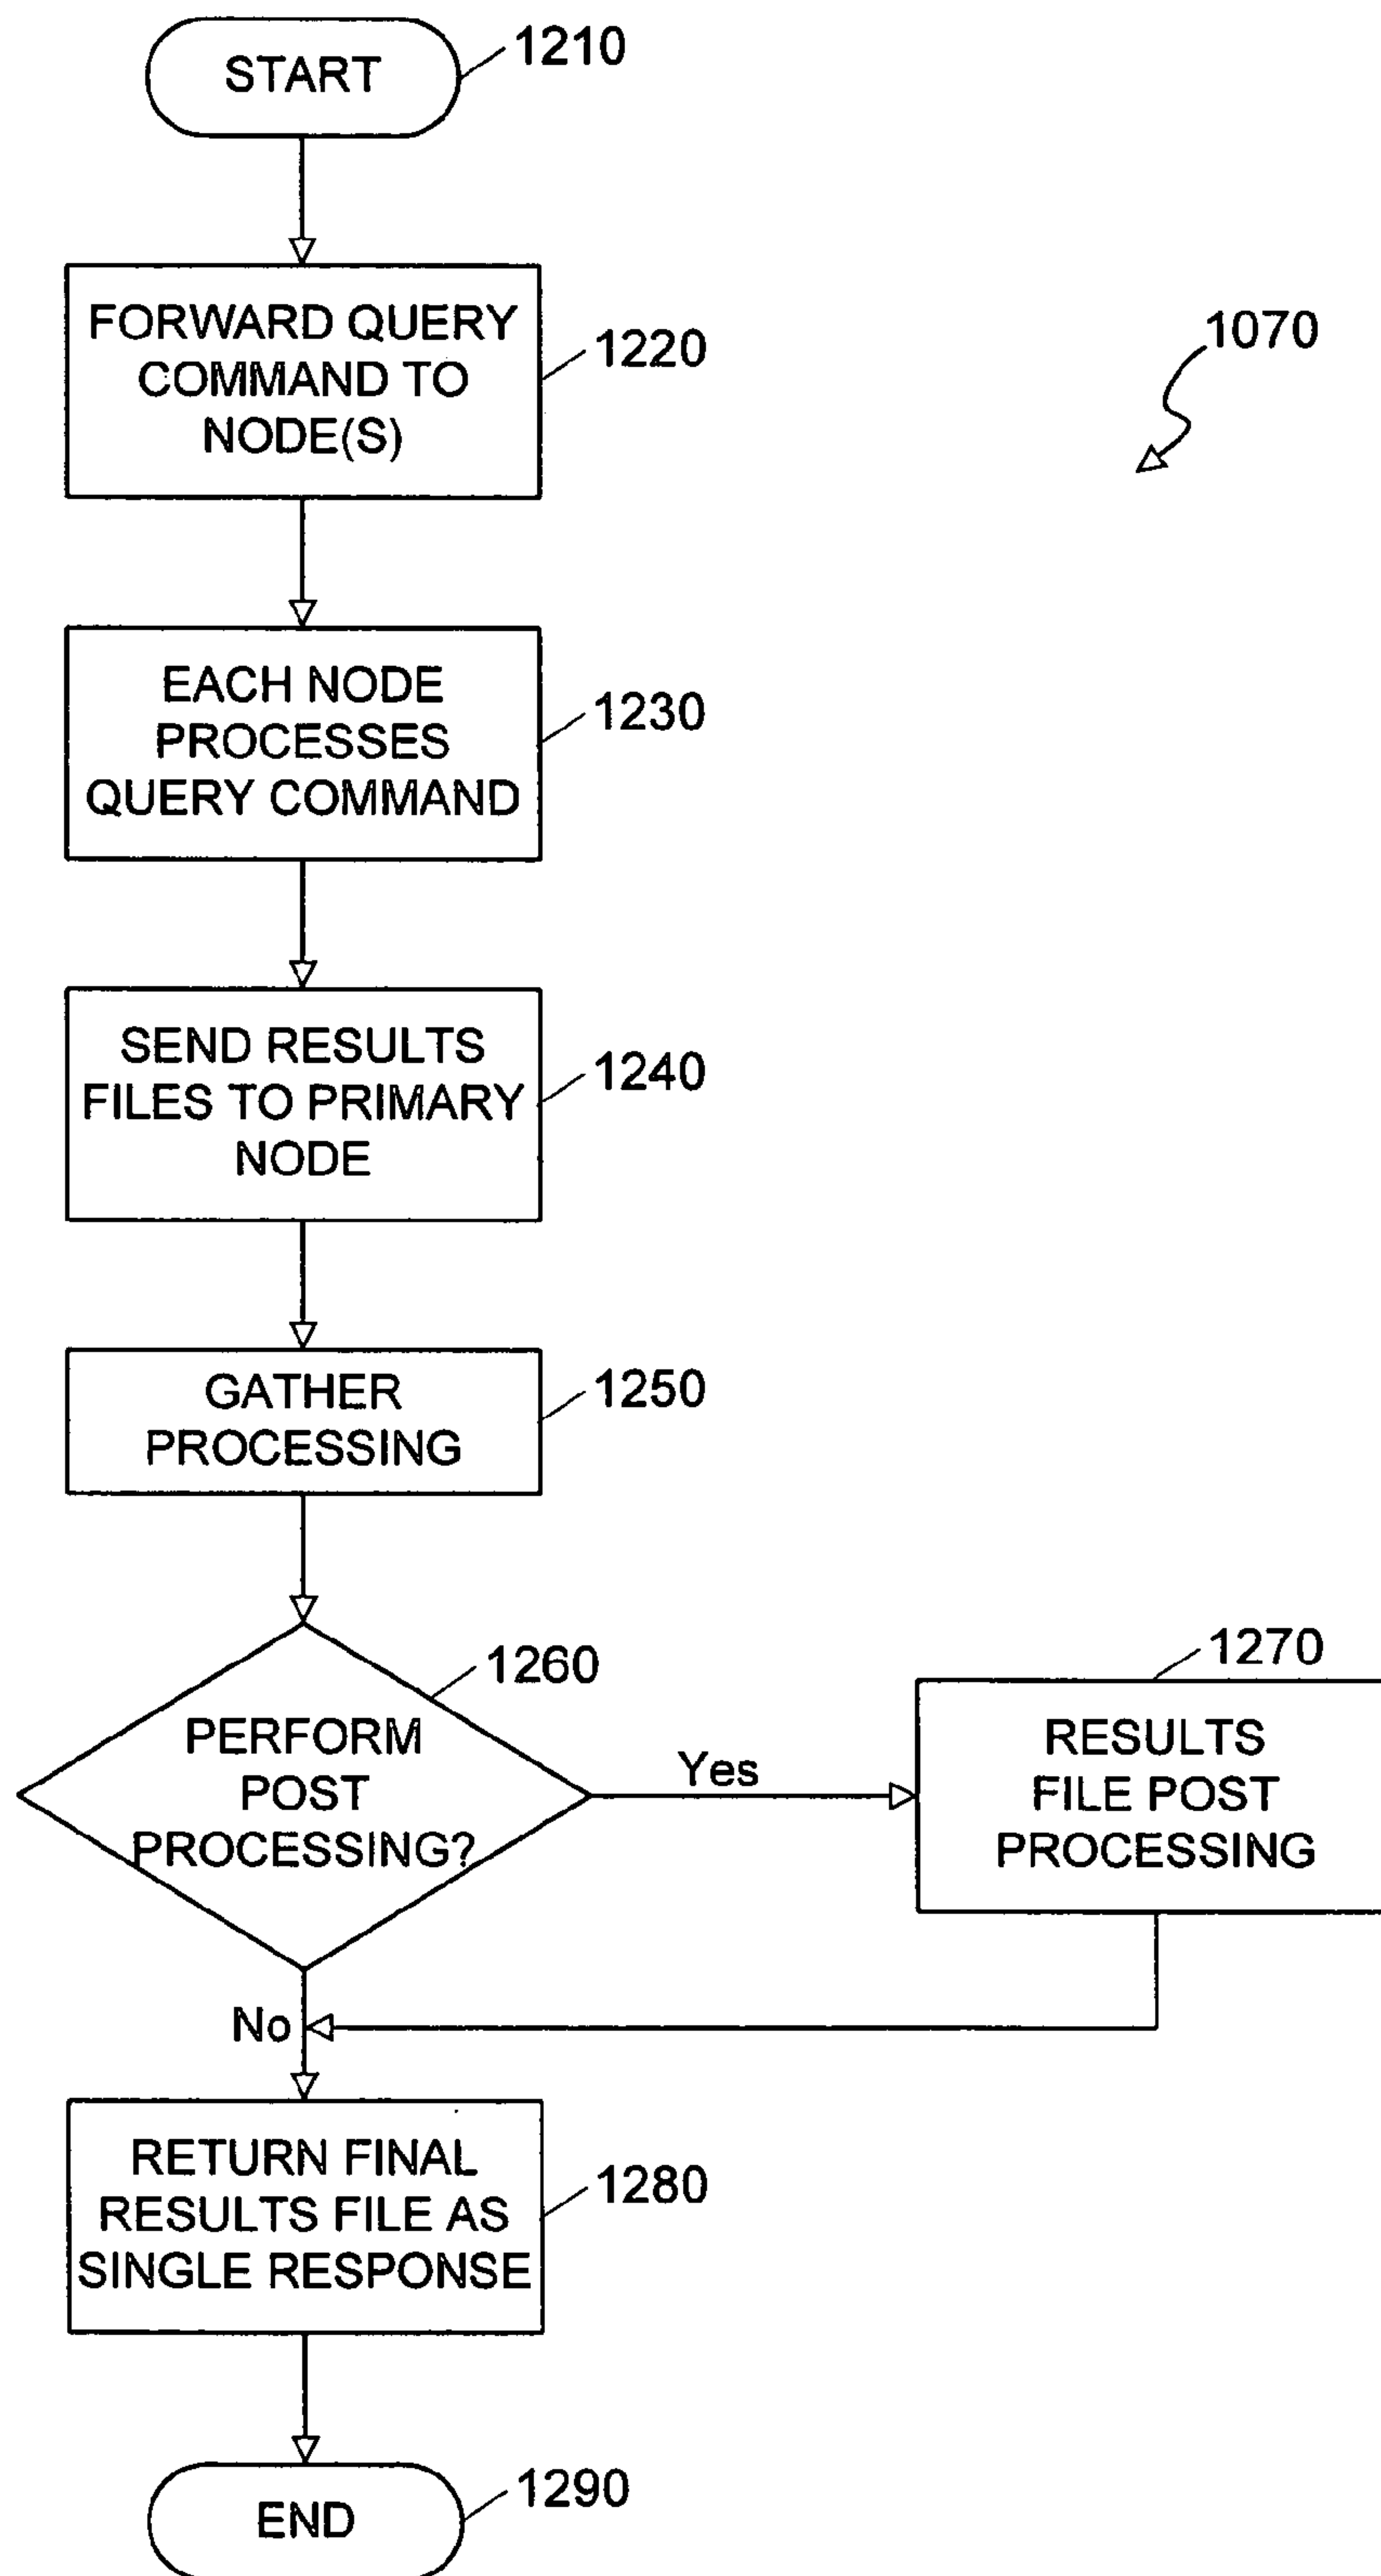 START
1210
FORWARD QUERY
COMMAND TO
NODE(S)
1220
1070
EACH NODE
PROCESSES
QUERY COMMAND
1230
SEND RESULTS
FILES TO PRIMARY
NODE
1240
GATHER
PROCESSING
1250
PERFORM
POST
PROCESSING?
1260
Yes
RESULTS
FILE POST
PROCESSING
1270
No
RETURN FINAL
RESULTS FILE AS
SINGLE RESPONSE
1280
END
1290